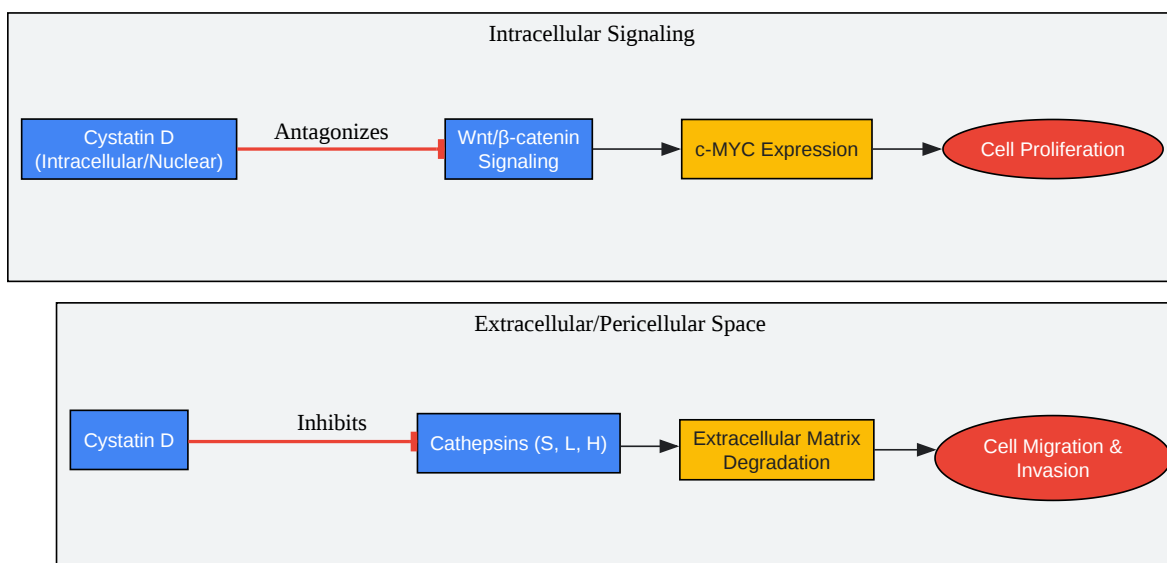 Intracellular Signaling
Cystatin D
(Intracellular/Nuclear)
Antagonizes
Wnt/β-catenin
Signaling
c-MYC Expression
Cell Proliferation
Extracellular/Pericellular Space
Cystatin D
Inhibits
Cathepsins (S, L, H)
Extracellular Matrix
Degradation
Cell Migration &
Invasion